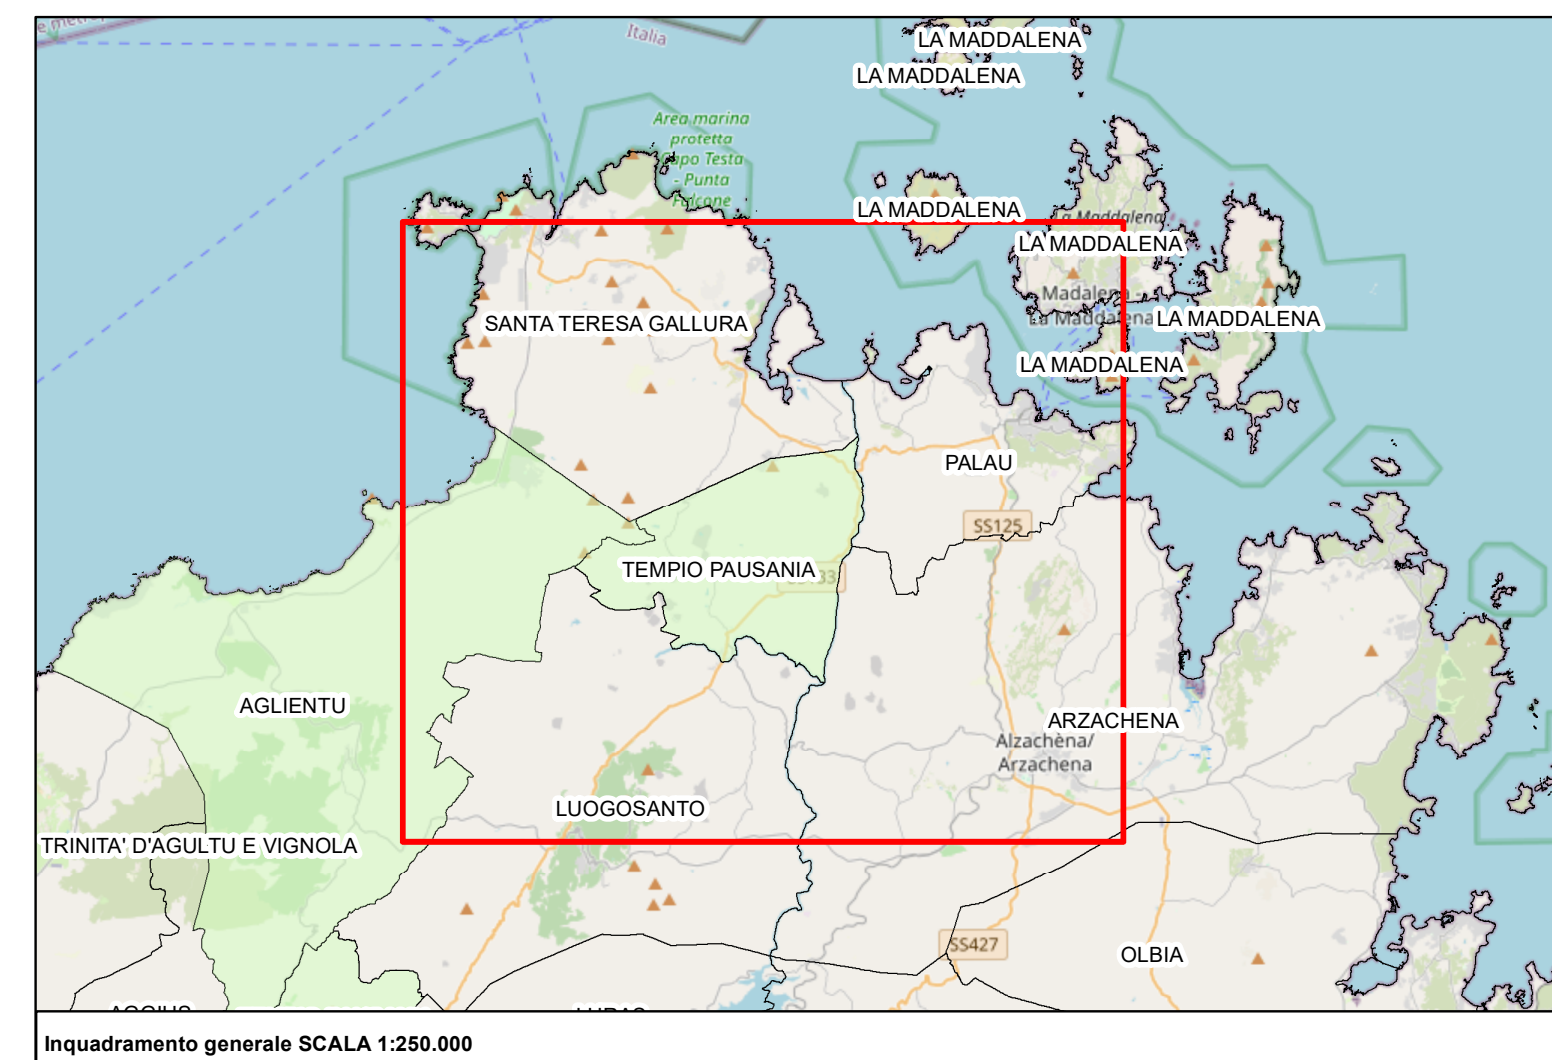 Italia
LA MADDALENA
LA MADDALENA
Area marina
protetta
Capo Testa
- Punta
Falcone
LA MADDALENA
La Maddalena
LA MADDALENA
Madalena -
La Maddalena
LA MADDALENA
SANTA TERESA GALLURA
LA MADDALENA
PALAU
SS125
TEMPIO PAUSANIA
AGLIENTU
ARZACHENA
Alzachèna/
Arzachena
LUOGOSANTO
TRINITA' D'AGULTU E VIGNOLA
SS427
OLBIA
Inquadramento generale SCALA 1:250.000